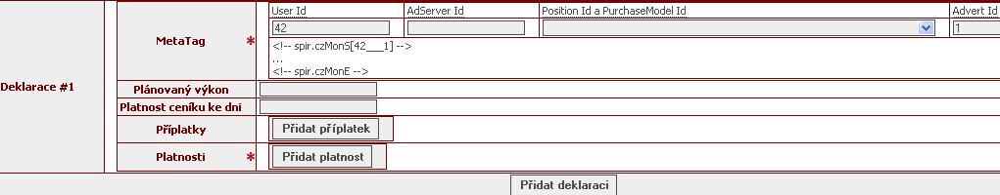 User Id AdServer Id Position Id a PurchaseModel Id Advert Id
MetaTag * 42 1
<!-- spir.czMonS[42___1] -->
...
<!-- spir.czMonE -->
Deklarace #1
Plánovaný výkon
Platnost ceníku ke dni
Příplatky Přidat příplatek
Platnosti * Přidat platnost
Přidat deklaraci